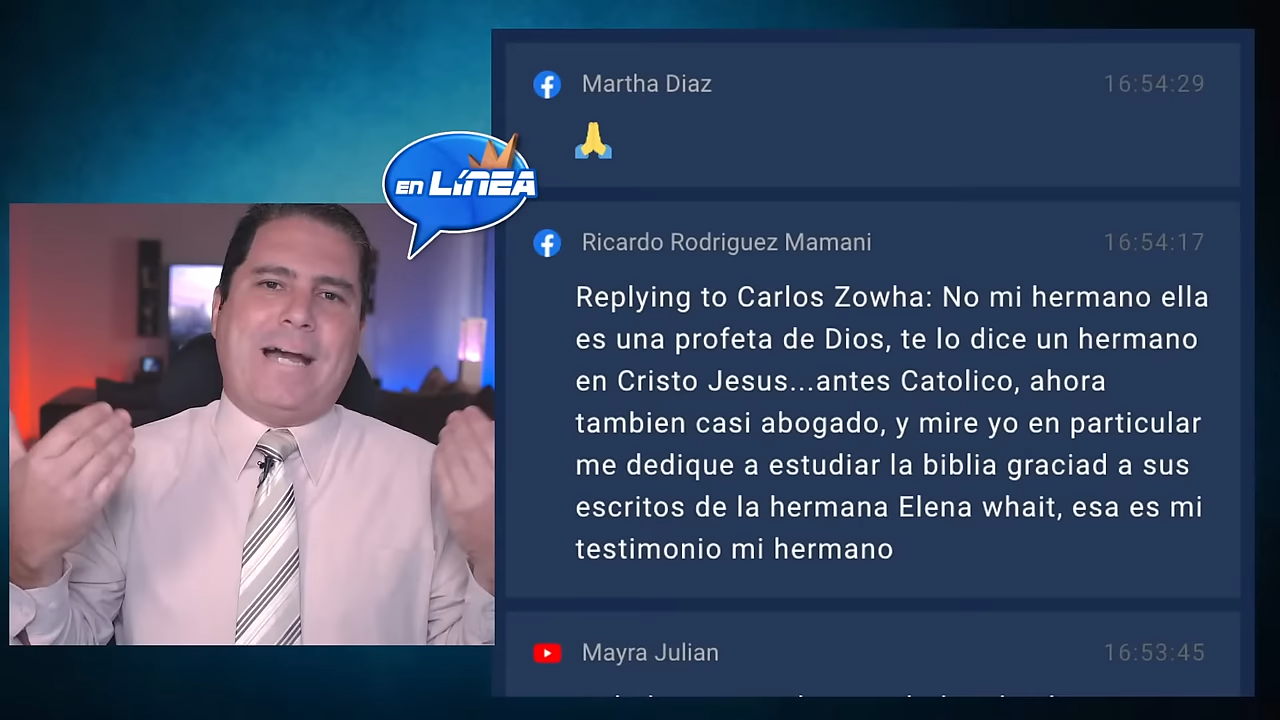 EN LÍNEA
Martha Diaz 16:54:29
🙏
Ricardo Rodriguez Mamani 16:54:17
Replying to Carlos Zowha: No mi hermano ella
es una profeta de Dios, te lo dice un hermano
en Cristo Jesus...antes Catolico, ahora
tambien casi abogado, y mire yo en particular
me dedique a estudiar la biblia graciad a sus
escritos de la hermana Elena whait, esa es mi
testimonio mi hermano
Mayra Julian 16:53:45